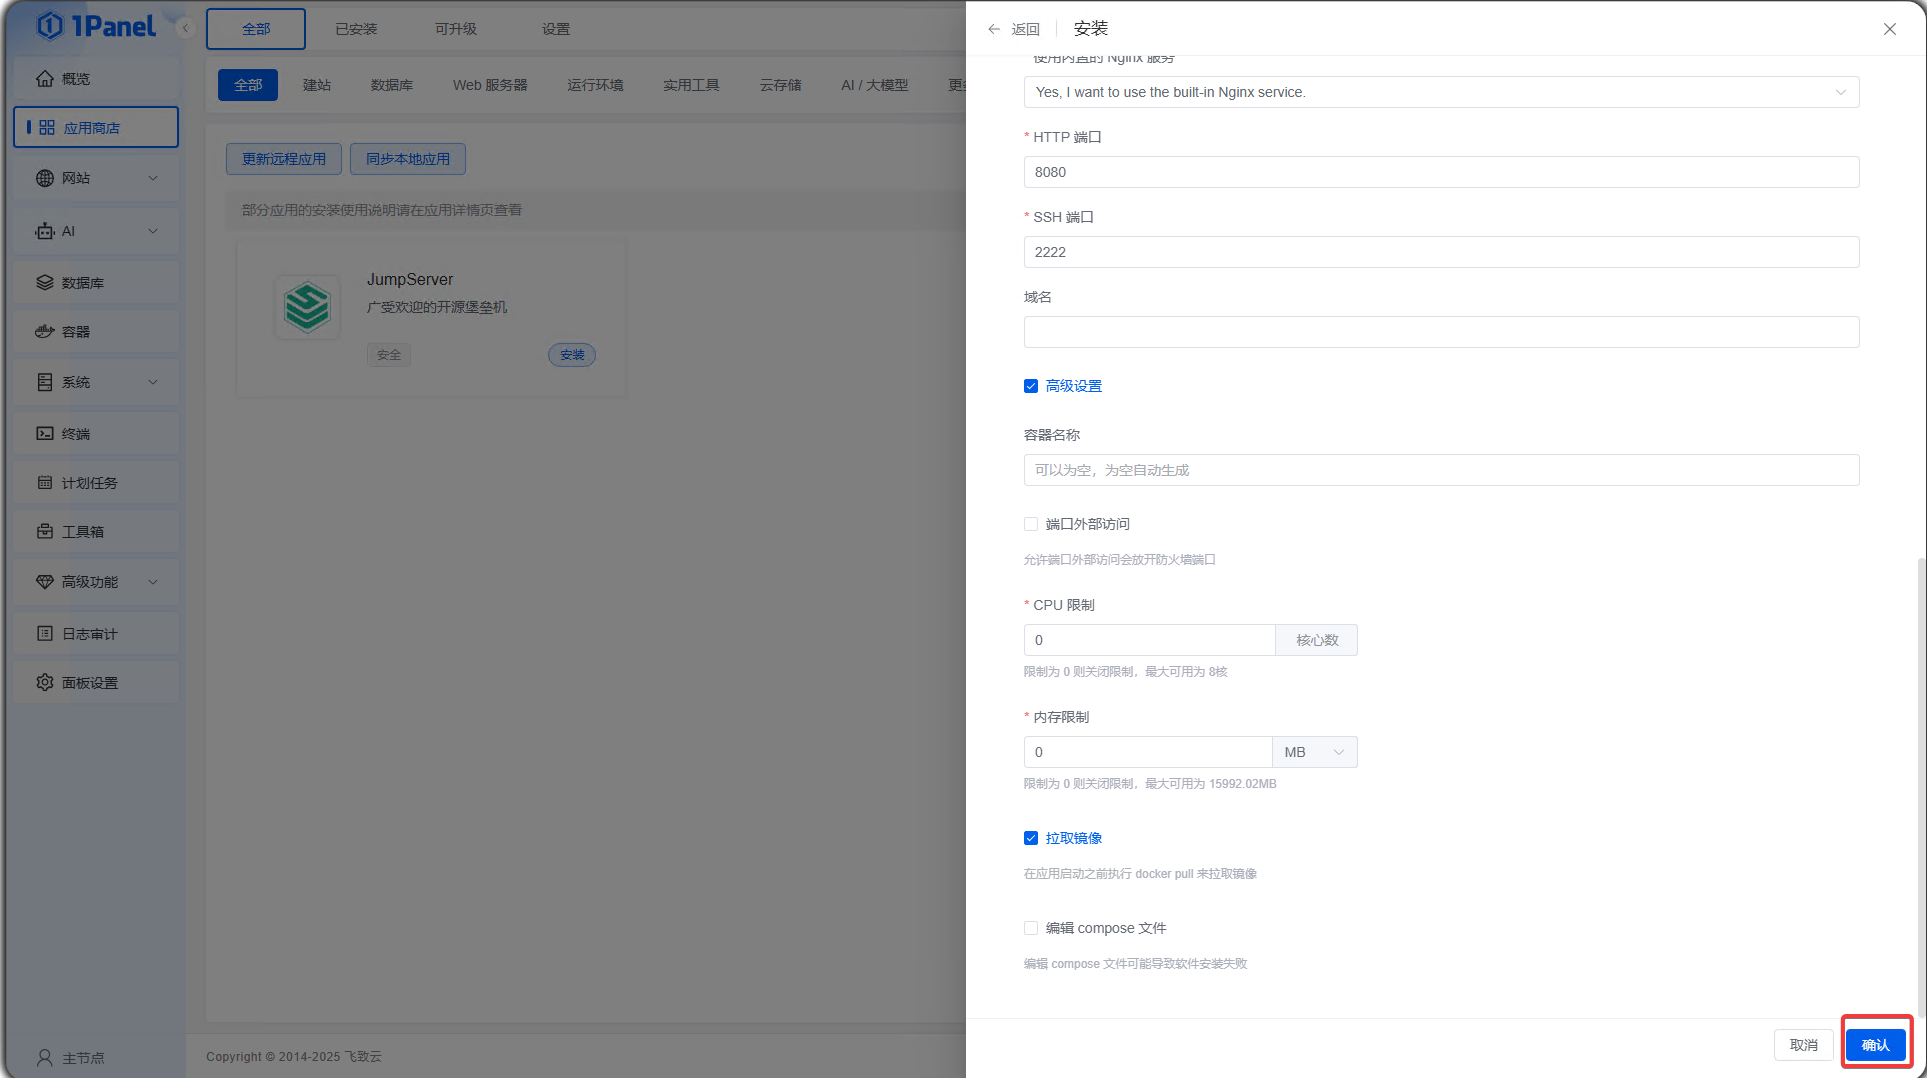 1Panel
概览
应用商店
网站
AI
数据库
容器
系统
终端
计划任务
工具箱
高级功能
日志审计
面板设置
主节点
全部
已安装
可升级
设置
全部
建站
数据库
Web 服务器
运行环境
实用工具
云存储
AI / 大模型
更新远程应用
同步本地应用
部分应用的安装使用说明请在应用详情页查看
JumpServer
广受欢迎的开源堡垒机
安全
安装
Copyright © 2014-2025 飞致云
返回
安装
使用内置的 Nginx 服务
Yes, I want to use the built-in Nginx service.
* HTTP 端口
8080
* SSH 端口
2222
域名
高级设置
容器名称
可以为空，为空自动生成
端口外部访问
允许端口外部访问会放开防火墙端口
* CPU 限制
0
核心数
限制为 0 则关闭限制，最大可用为 8核
* 内存限制
0
MB
限制为 0 则关闭限制，最大可用为 15992.02MB
拉取镜像
在应用启动之前执行 docker pull 来拉取镜像
编辑 compose 文件
编辑 compose 文件可能导致软件安装失败
取消
确认